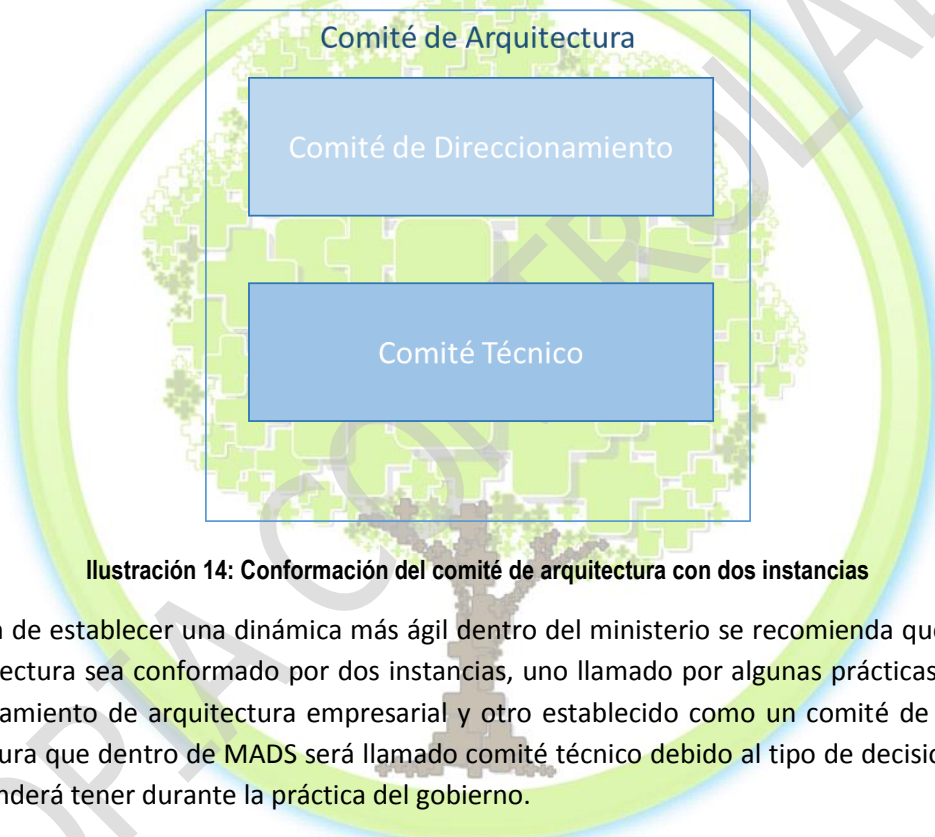 Comité de Arquitectura
Comité de Direccionamiento
Comité Técnico
Ilustración 14: Conformación del comité de arquitectura con dos instancias
de establecer una dinámica más ágil dentro del ministerio se recomienda que
ectura sea conformado por dos instancias, uno llamado por algunas prácticas
amiento de arquitectura empresarial y otro establecido como un comité de
ura que dentro de MADS será llamado comité técnico debido al tipo de decisio
nderá tener durante la práctica del gobierno.